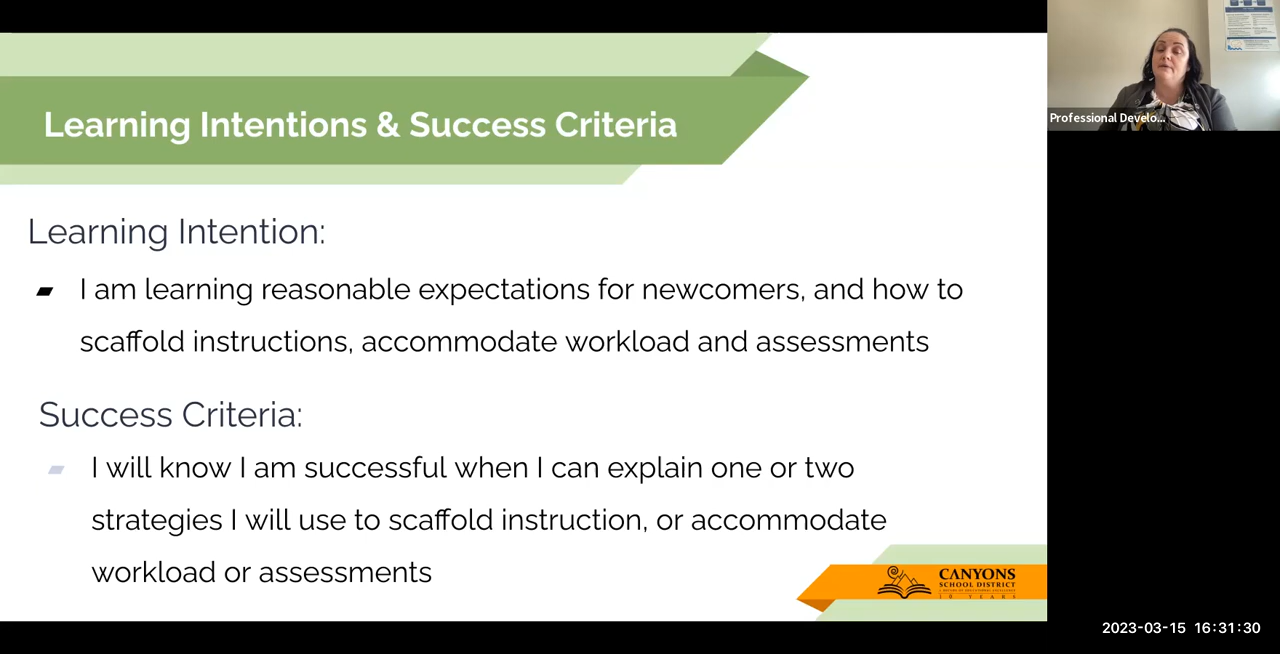 Learning Intentions & Success Criteria
Professional Develo...
Learning Intention:
I am learning reasonable expectations for newcomers, and how to
scaffold instructions, accommodate workload and assessments
Success Criteria:
I will know I am successful when I can explain one or two
strategies I will use to scaffold instruction, or accommodate
workload or assessments
CANYONS
SCHOOL DISTRICT
10 YEARS
2023-03-15 16:31:30